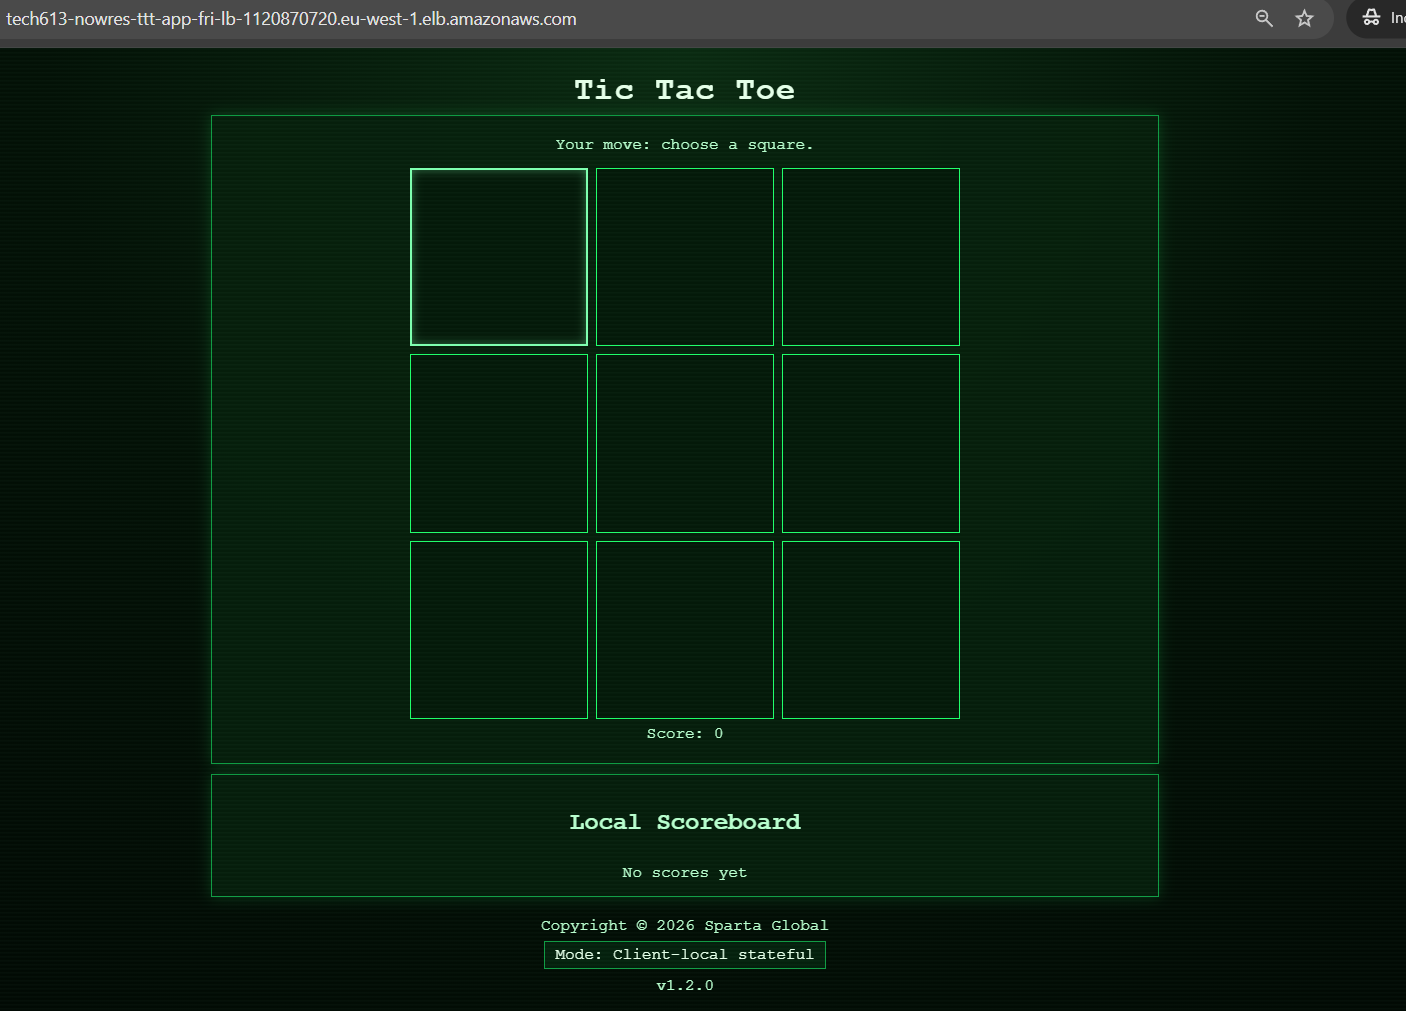 tech613-nowres-ttt-app-fri-lb-1120870720.eu-west-1.elb.amazonaws.com
Tic Tac Toe
Your move: choose a square.
Score: 0
Local Scoreboard
No scores yet
Copyright © 2026 Sparta Global
Mode: Client-local stateful
v1.2.0